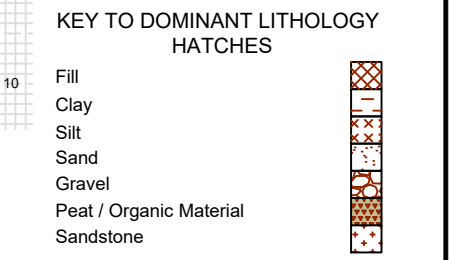 KEY TO DOMINANT LITHOLOGY
HATCHES
10
Fill
Clay
Silt
Sand
Gravel
Peat / Organic Material
Sandstone